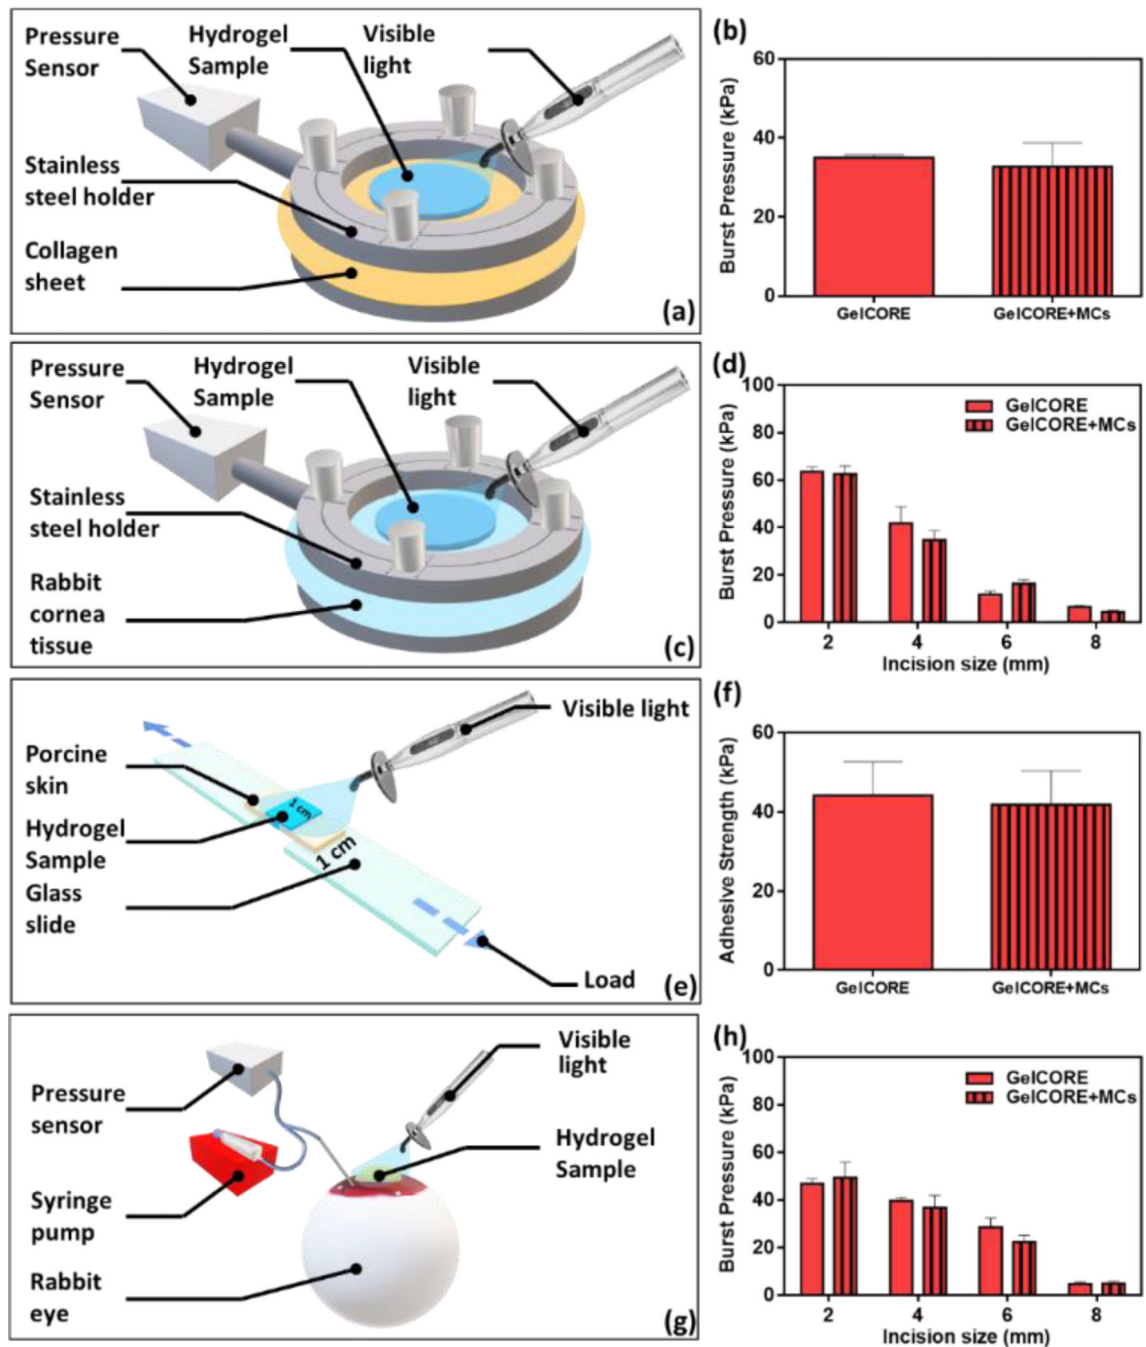 Pressure
Sensor
Hydrogel
Sample
Visible
light
Stainless
steel holder
Collagen
sheet
(a)
(b)
Burst Pressure (kPa)
60
40
20
0
GelCORE
GelCORE+MCs
Pressure
Sensor
Hydrogel
Sample
Visible
light
Stainless
steel holder
Rabbit
cornea
tissue
(c)
(d)
Burst Pressure (kPa)
100
80
60
40
20
0
GelCORE
GelCORE+MCs
2 4 6 8
Incision size (mm)
Visible light
Porcine
skin
Hydrogel
Sample
Glass
slide
1 cm
1 cm
Load
(e)
(f)
Adhesive Strength (kPa)
60
40
20
0
GelCORE
GelCORE+MCs
Pressure
sensor
Syringe
pump
Rabbit
eye
Visible
light
Hydrogel
Sample
(g)
(h)
Burst Pressure (kPa)
100
80
60
40
20
0
GelCORE
GelCORE+MCs
2 4 6 8
Incision size (mm)